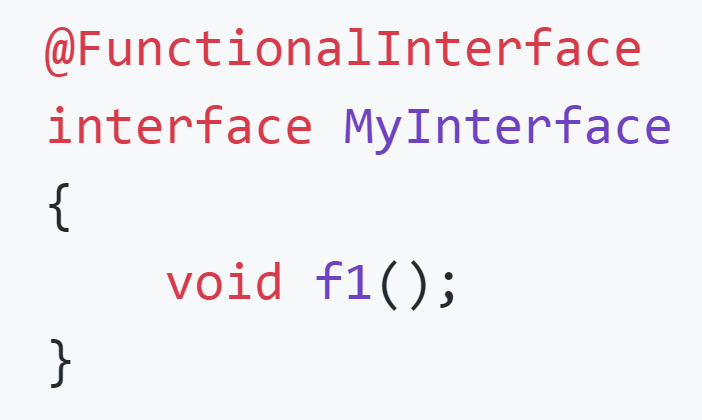 @FunctionalInterface
interface MyInterface
{
    void f1();
}